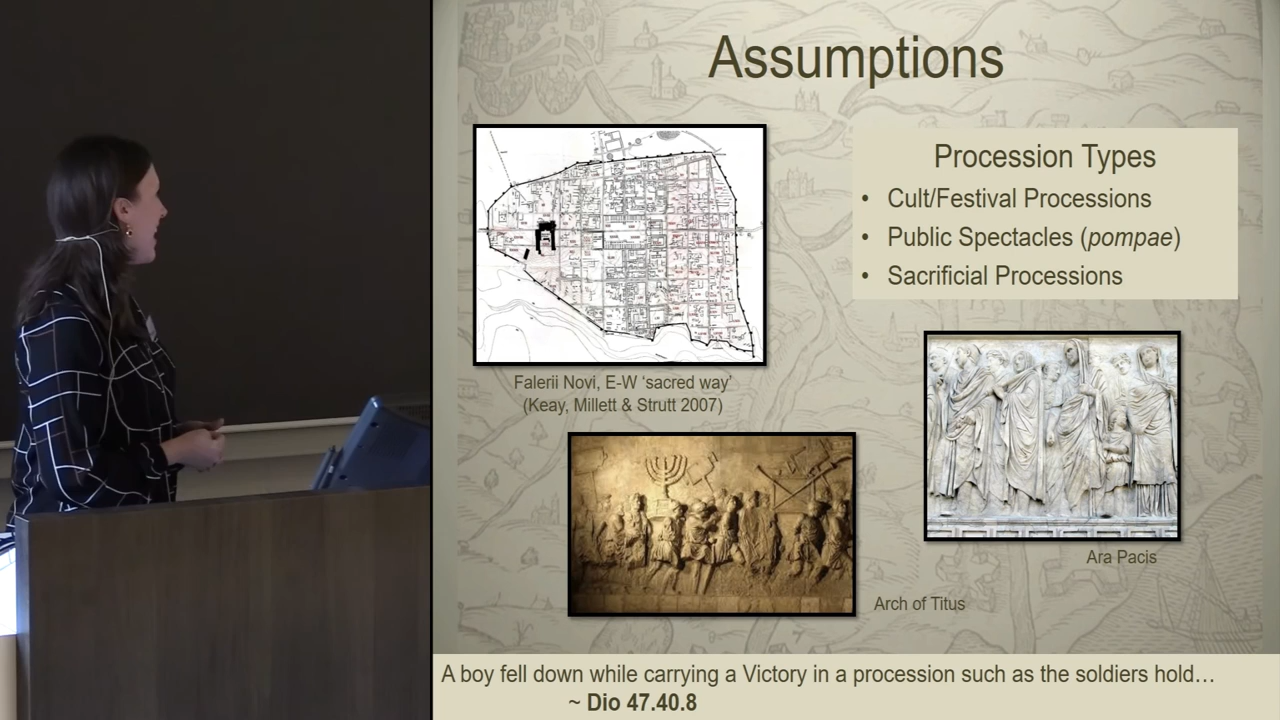 Assumptions
Procession Types
• Cult/Festival Processions
• Public Spectacles (pompae)
• Sacrificial Processions
Falerii Novi, E-W ‘sacred way’
(Keay, Millett & Strutt 2007)
Ara Pacis
Arch of Titus
A boy fell down while carrying a Victory in a procession such as the soldiers hold…
~ Dio 47.40.8